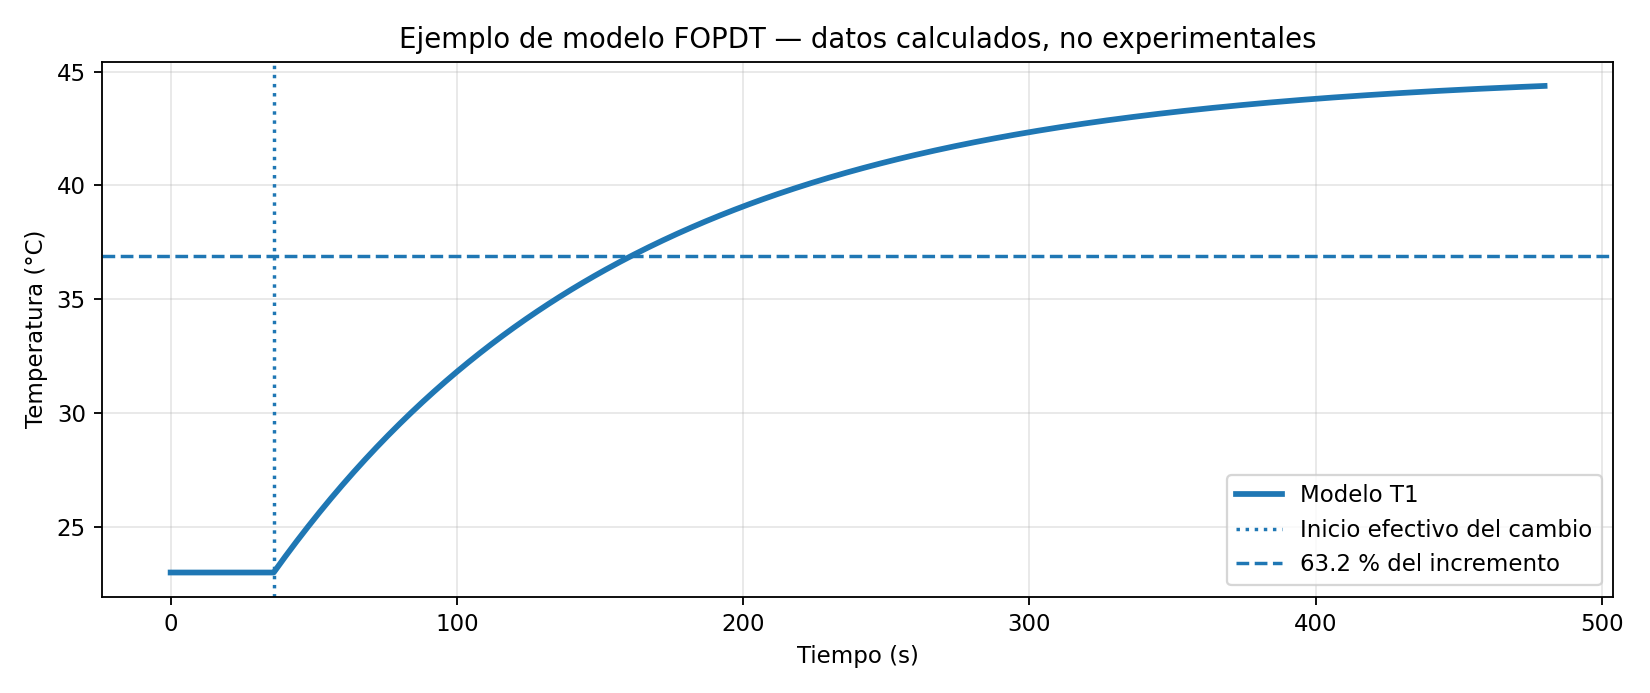 Ejemplo de modelo FOPDT — datos calculados, no experimentales
45
40
35
30
25
Temperatura (°C)
Modelo T1
Inicio efectivo del cambio
63.2 % del incremento
0 100 200 300 400 500
Tiempo (s)